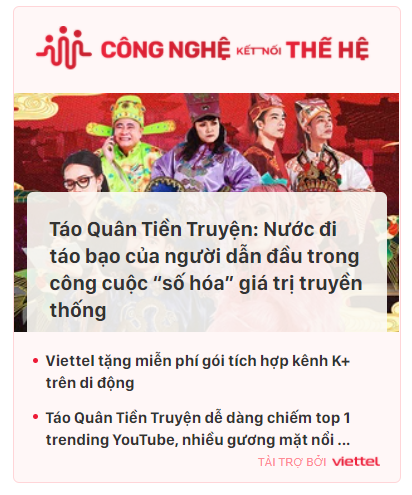 CÔNG NGHỆ KẾT NỐI THẾ HỆ
Táo Quân Tiền Truyện: Nước đi
táo bạo của người dẫn đầu trong
công cuộc “số hóa” giá trị truyền
thống
Viettel tặng miễn phí gói tích hợp kênh K+
trên di động
Táo Quân Tiền Truyện dễ dàng chiếm top 1
trending YouTube, nhiều gương mặt nổi ...
TÀI TRỢ BỞI viettel